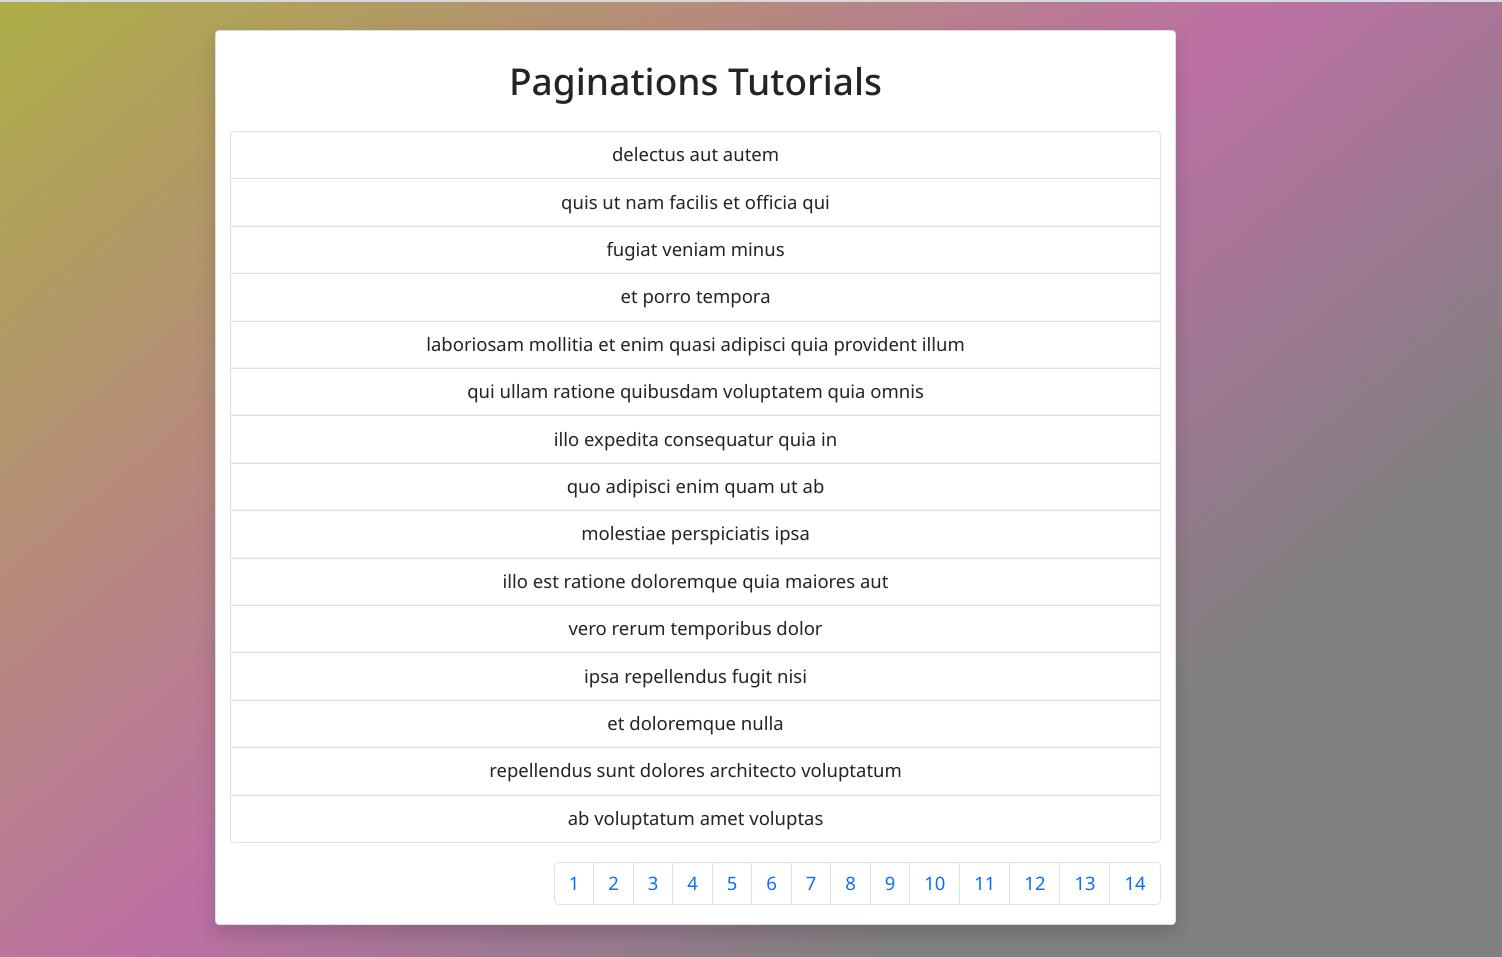 Paginations Tutorials
delectus aut autem
quis ut nam facilis et officia qui
fugiat veniam minus
et porro tempora
laboriosam mollitia et enim quasi adipisci quia provident illum
qui ullam ratione quibusdam voluptatem quia omnis
illo expedita consequatur quia in
quo adipisci enim quam ut ab
molestiae perspiciatis ipsa
illo est ratione doloremque quia maiores aut
vero rerum temporibus dolor
ipsa repellendus fugit nisi
et doloremque nulla
repellendus sunt dolores architecto voluptatum
ab voluptatum amet voluptas
1 2 3 4 5 6 7 8 9 10 11 12 13 14